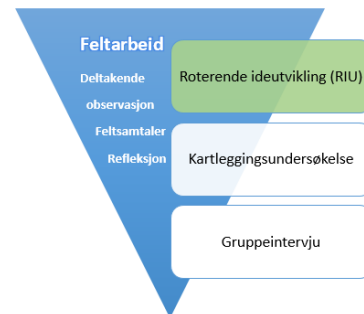 Feltarbeid
Deltakende
observasjon
Feltsamtaler
Refleksjon
Roterende ideutvikling (RIU)
Kartleggingsundersøkelse
Gruppeintervju